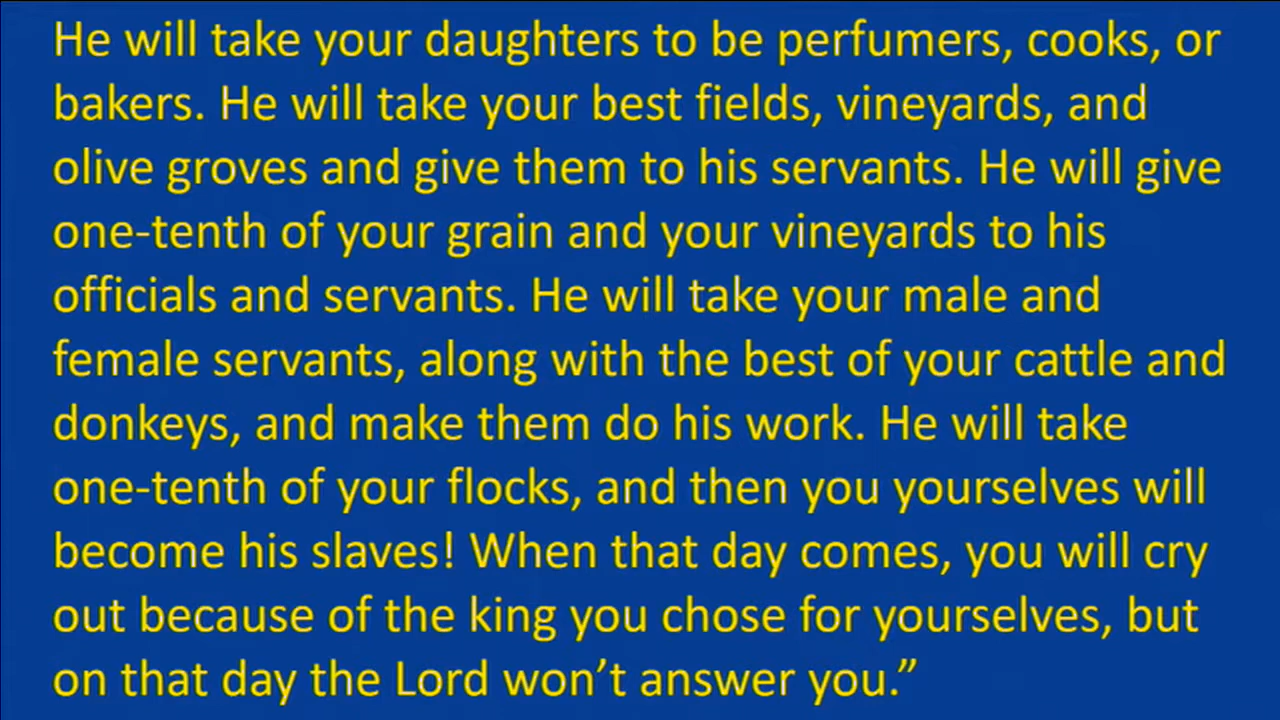 He will take your daughters to be perfumers, cooks, or
bakers. He will take your best fields, vineyards, and
olive groves and give them to his servants. He will give
one-tenth of your grain and your vineyards to his
officials and servants. He will take your male and
female servants, along with the best of your cattle and
donkeys, and make them do his work. He will take
one-tenth of your flocks, and then you yourselves will
become his slaves! When that day comes, you will cry
out because of the king you chose for yourselves, but
on that day the Lord won’t answer you.”